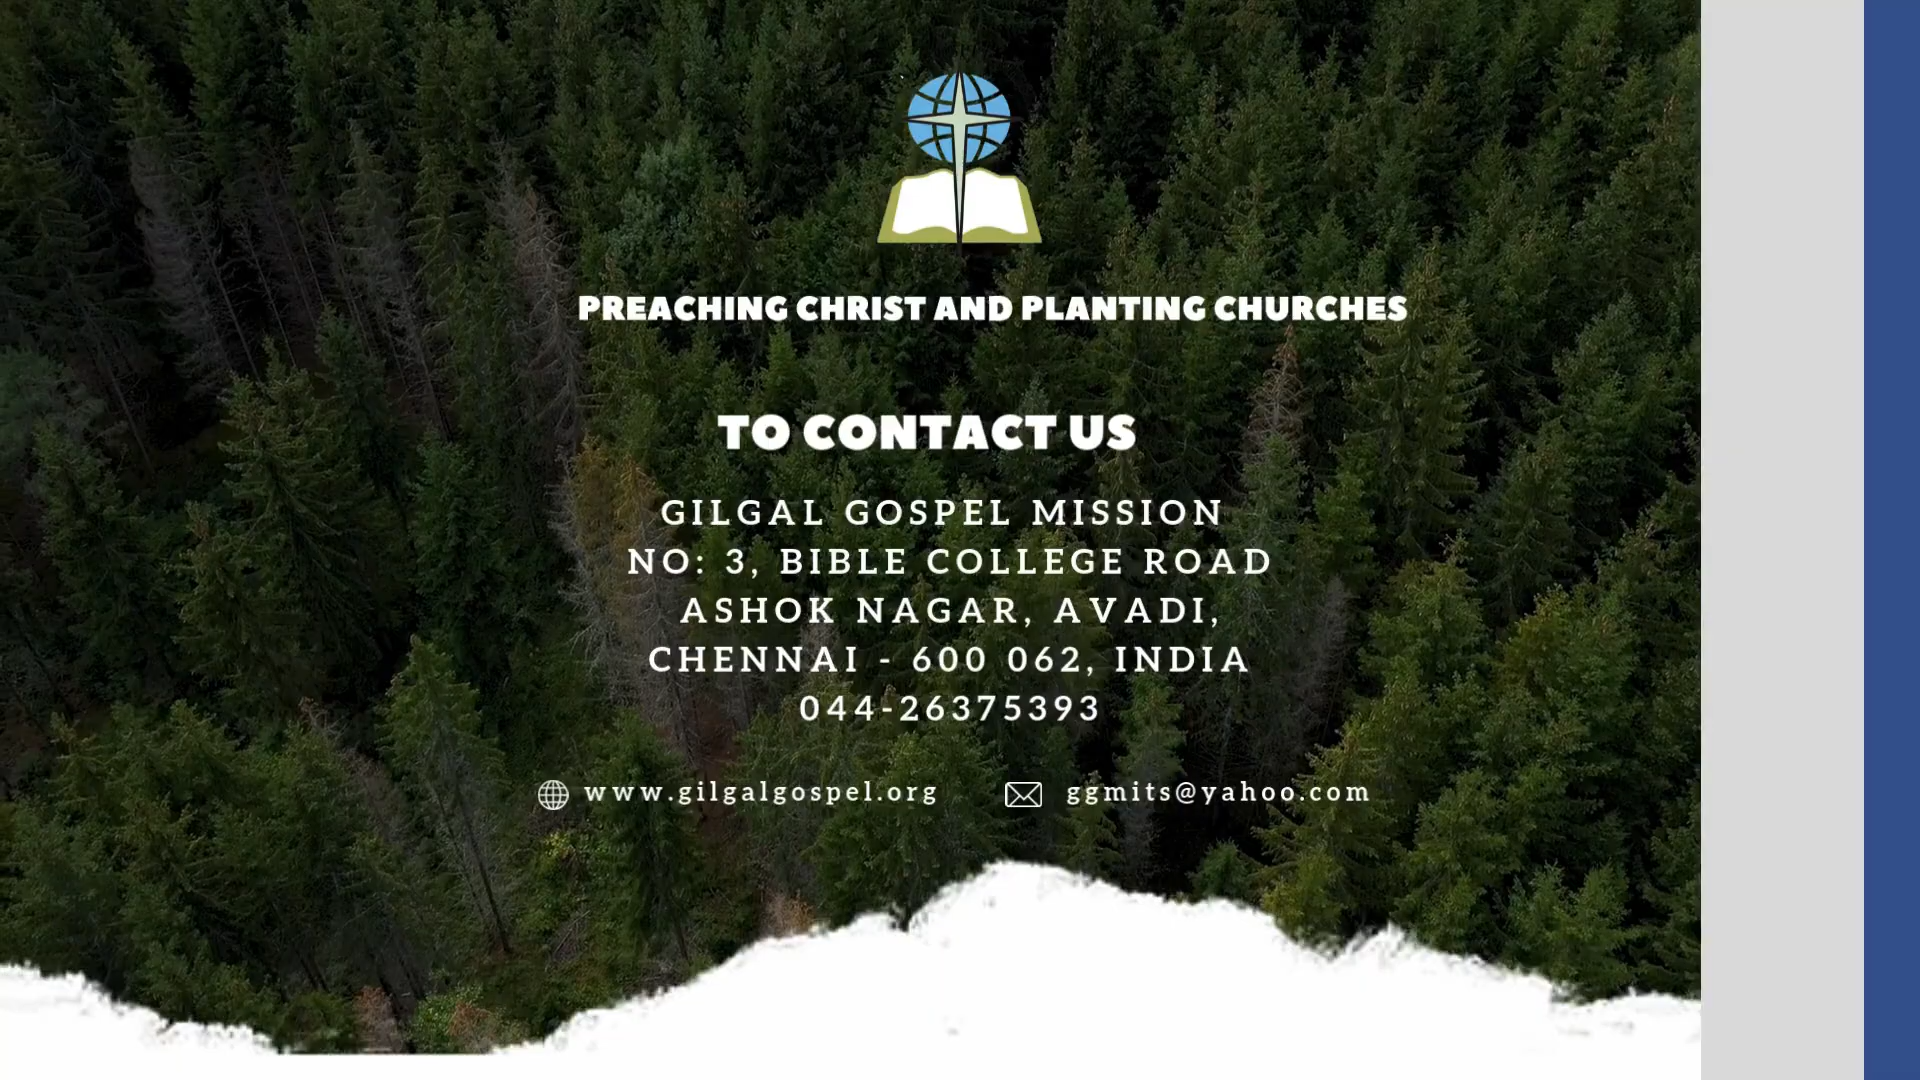 PREACHING CHRIST AND PLANTING CHURCHES
TO CONTACT US
GILGAL GOSPEL MISSION
NO: 3, BIBLE COLLEGE ROAD
ASHOK NAGAR, AVADI,
CHENNAI - 600 062, INDIA
044-26375393
www.gilgalgospel.org ggmits@yahoo.com